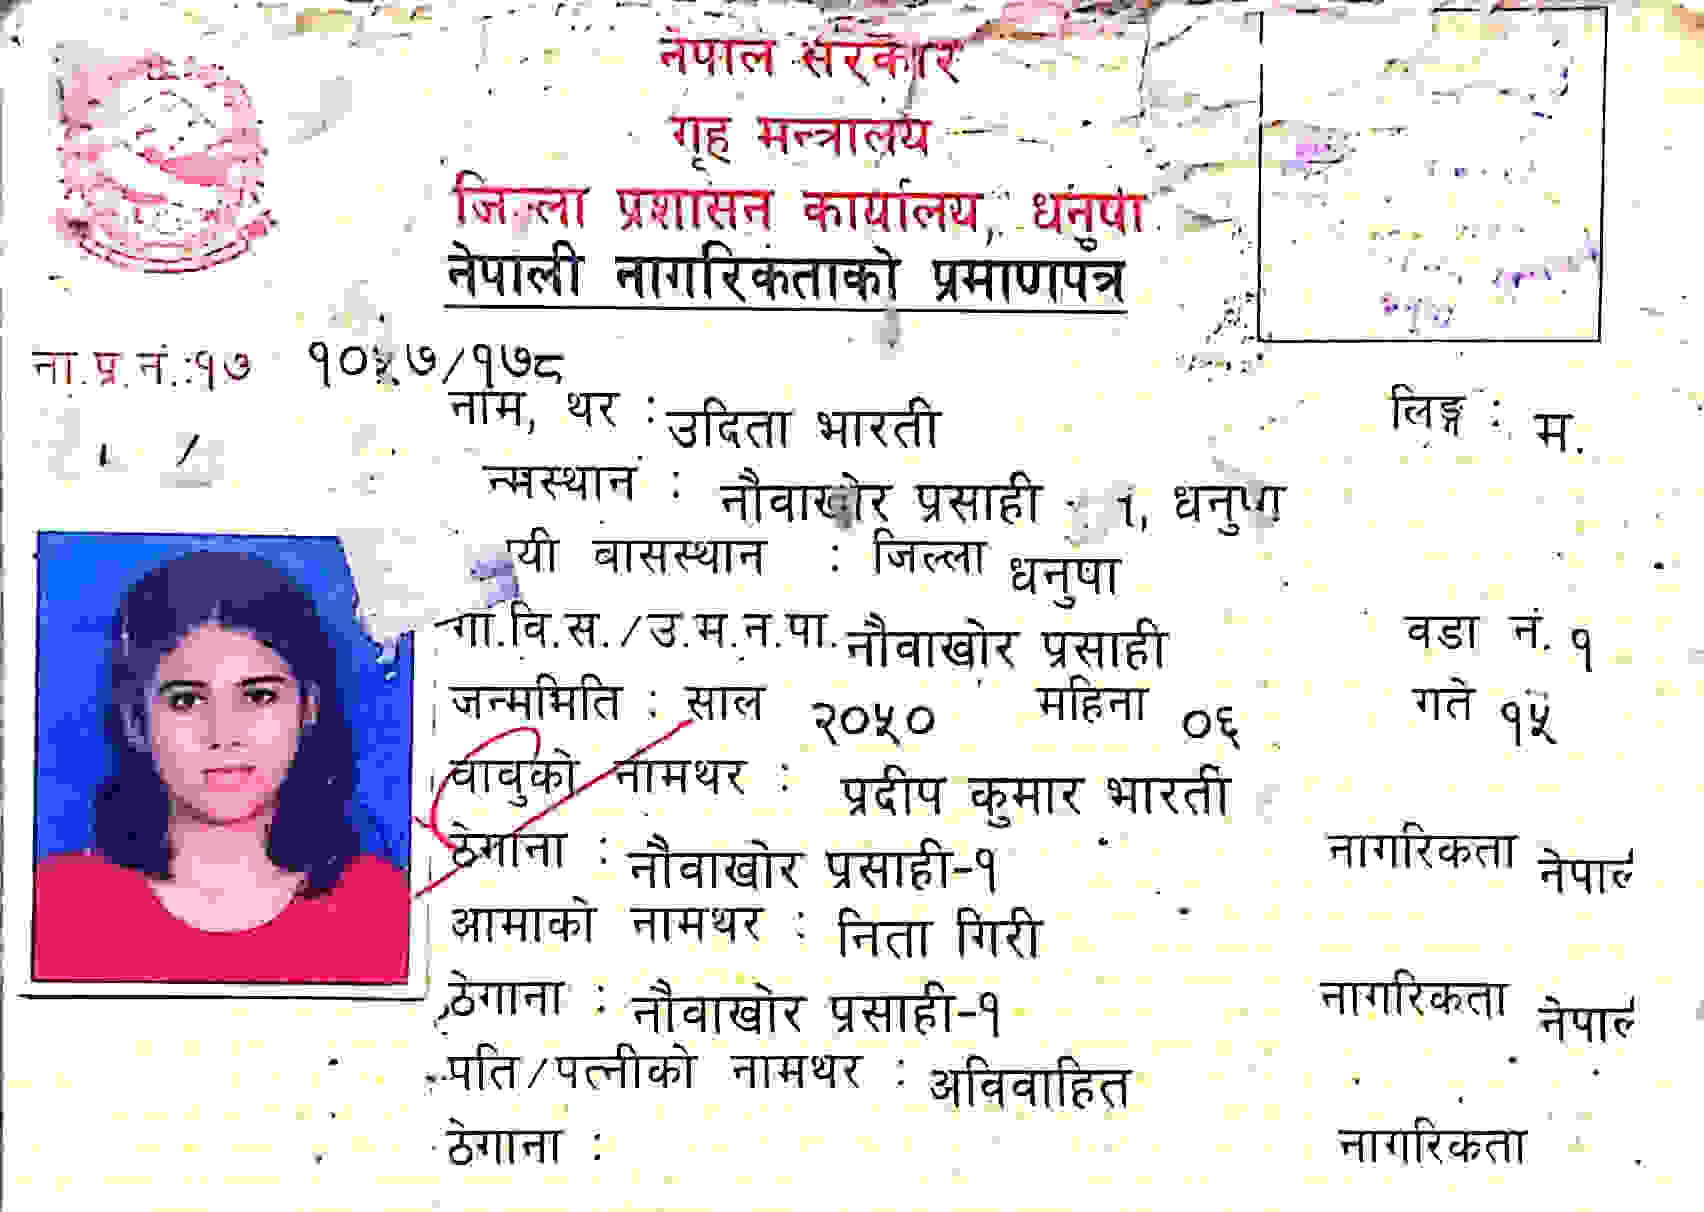 नेपाल सरकार
गृह मन्त्रालय
जिल्ला प्रशासन कार्यालय, धनुषा
नेपाली नागरिकताको प्रमाणपत्र
ना.प्र.नं.:१७ १०५७/१७८
नाम, थर : उदिता भारती लिङ्ग : म.
न्मस्थान : नौवाखोर प्रसाही १, धनुषा
यी बासस्थान : जिल्ला धनुषा
गा.वि.स./उ.म.न.पा. नौवाखोर प्रसाही वडा नं. १
जन्ममिति : साल २०५० महिना ०६ गते १५
बाबुको नामथर : प्रदीप कुमार भारती
ठेगाना : नौवाखोर प्रसाही-१ नागरिकता नेपाल
आमाको नामथर : निता गिरी
ठेगाना : नौवाखोर प्रसाही-१ नागरिकता नेपाल
पति/पत्नीको नामथर : अविवाहित
ठेगाना : नागरिकता